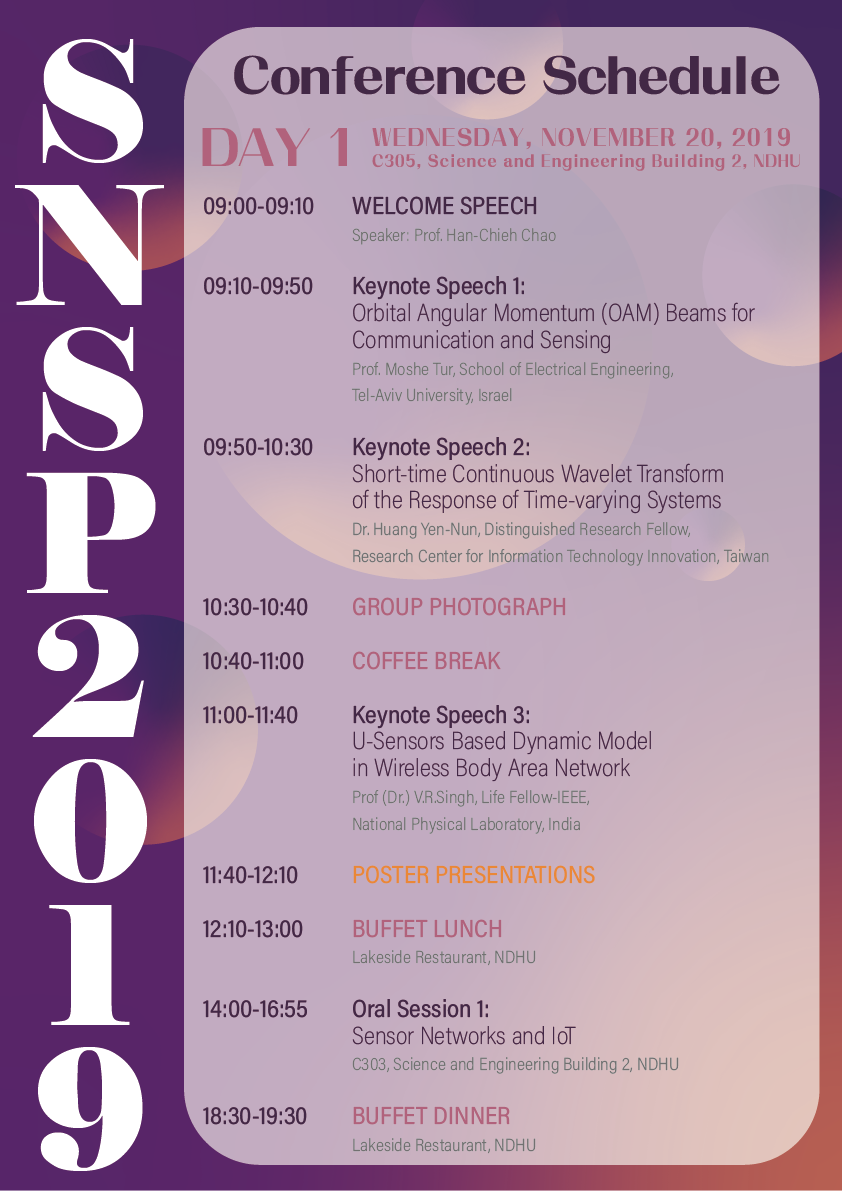 SNSP2019
Conference Schedule
DAY 1
WEDNESDAY, NOVEMBER 20, 2019
C305, Science and Engineering Building 2, NDHU
09:00-09:10 WELCOME SPEECH
Speaker: Prof. Han-Chieh Chao
09:10-09:50 Keynote Speech 1:
Orbital Angular Momentum (OAM) Beams for
Communication and Sensing
Prof. Moshe Tur, School of Electrical Engineering,
Tel-Aviv University, Israel
09:50-10:30 Keynote Speech 2:
Short-time Continuous Wavelet Transform
of the Response of Time-varying Systems
Dr. Huang Yen-Nun, Distinguished Research Fellow,
Research Center for Information Technology Innovation, Taiwan
10:30-10:40 GROUP PHOTOGRAPH
10:40-11:00 COFFEE BREAK
11:00-11:40 Keynote Speech 3:
U-Sensors Based Dynamic Model
in Wireless Body Area Network
Prof (Dr.) V.R.Singh, Life Fellow-IEEE,
National Physical Laboratory, India
11:40-12:10 POSTER PRESENTATIONS
12:10-13:00 BUFFET LUNCH
Lakeside Restaurant, NDHU
14:00-16:55 Oral Session 1:
Sensor Networks and IoT
C303, Science and Engineering Building 2, NDHU
18:30-19:30 BUFFET DINNER
Lakeside Restaurant, NDHU